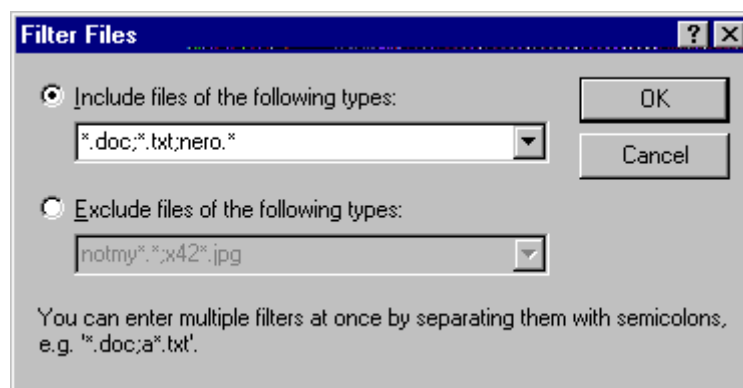 Filter Files
Include files of the following types:
OK
*.doc;*.txt;nero.*
Cancel
Exclude files of the following types:
notmy*.*;x42*.jpg
You can enter multiple filters at once by separating them with semicolons,
e.g. '*.doc;a*.txt'.